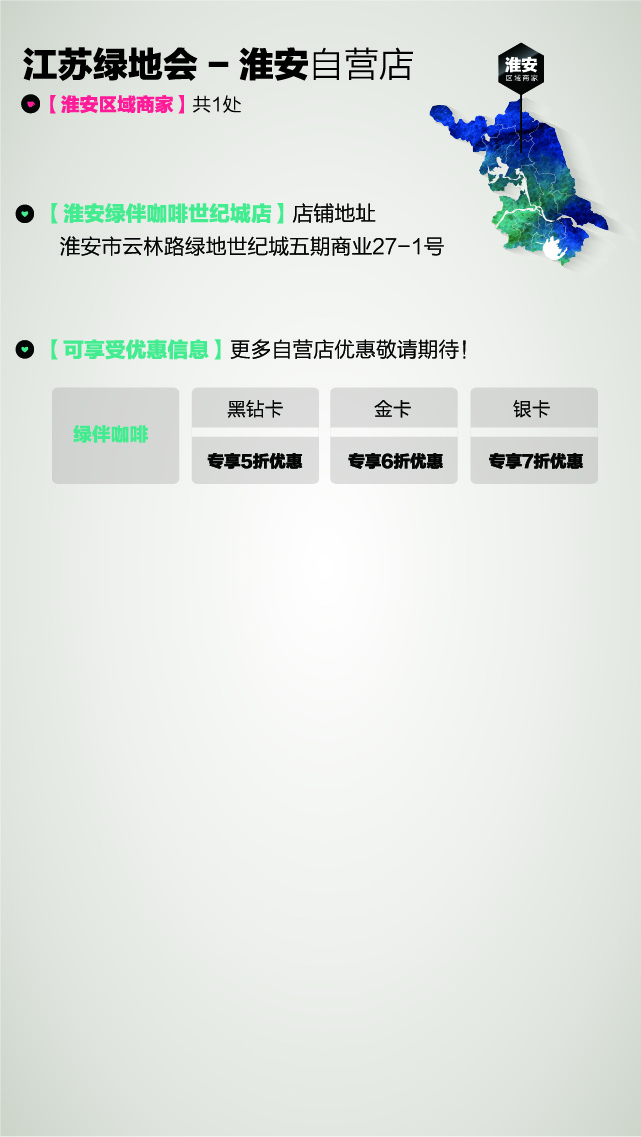 江苏绿地会 - 淮安自营店
淮安
区域商家
【淮安区域商家】共1处
【淮安绿伴咖啡世纪城店】店铺地址
淮安市云林路绿地世纪城五期商业27-1号
【可享受优惠信息】更多自营店优惠敬请期待!
绿伴咖啡
黑钻卡 金卡 银卡
专享5折优惠 专享6折优惠 专享7折优惠